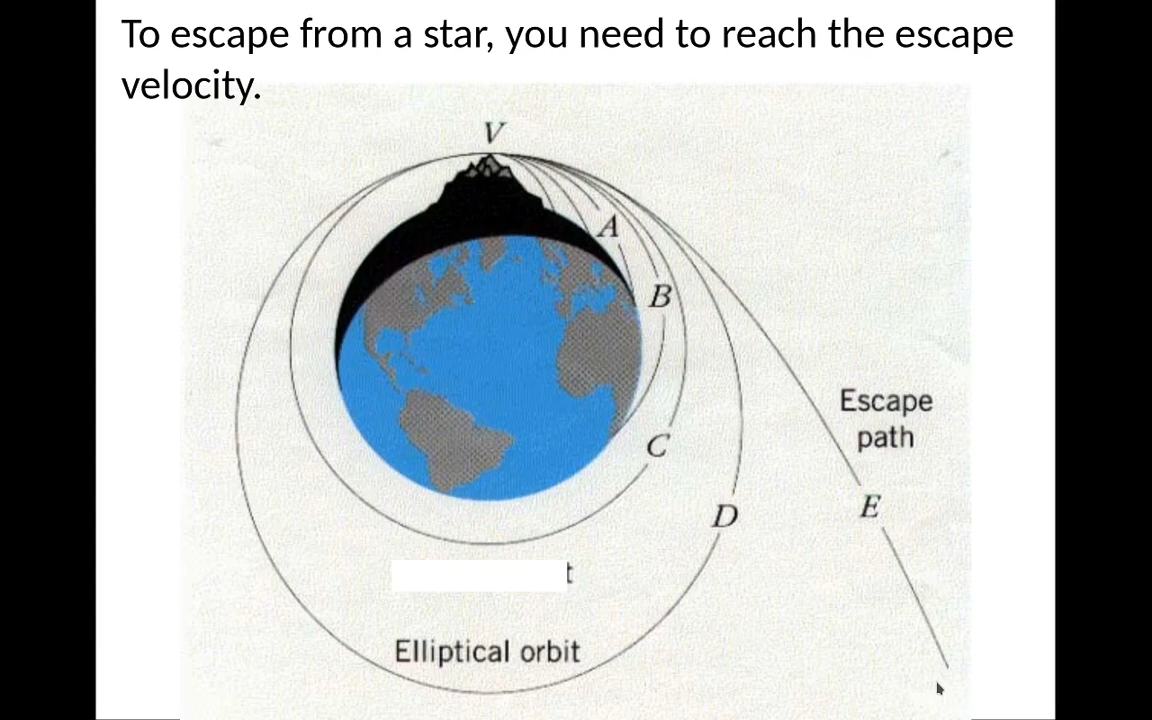 To escape from a star, you need to reach the escape
velocity.
V
A
B
Escape
path
C
E
D
t
Elliptical orbit